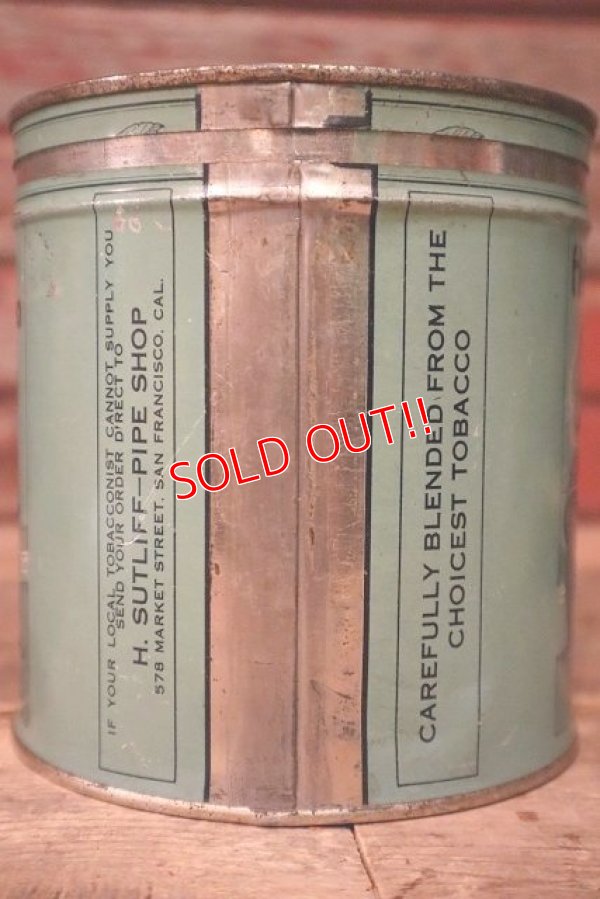 IF YOUR LOCAL TOBACCONIST CANNOT SUPPLY YOU
SEND YOUR ORDER DIRECT TO
H. SUTLIFF-PIPE SHOP
578 MARKET STREET. SAN FRANCISCO. CAL.
CAREFULLY BLENDED FROM THE
CHOICEST TOBACCO
SOLD OUT!!